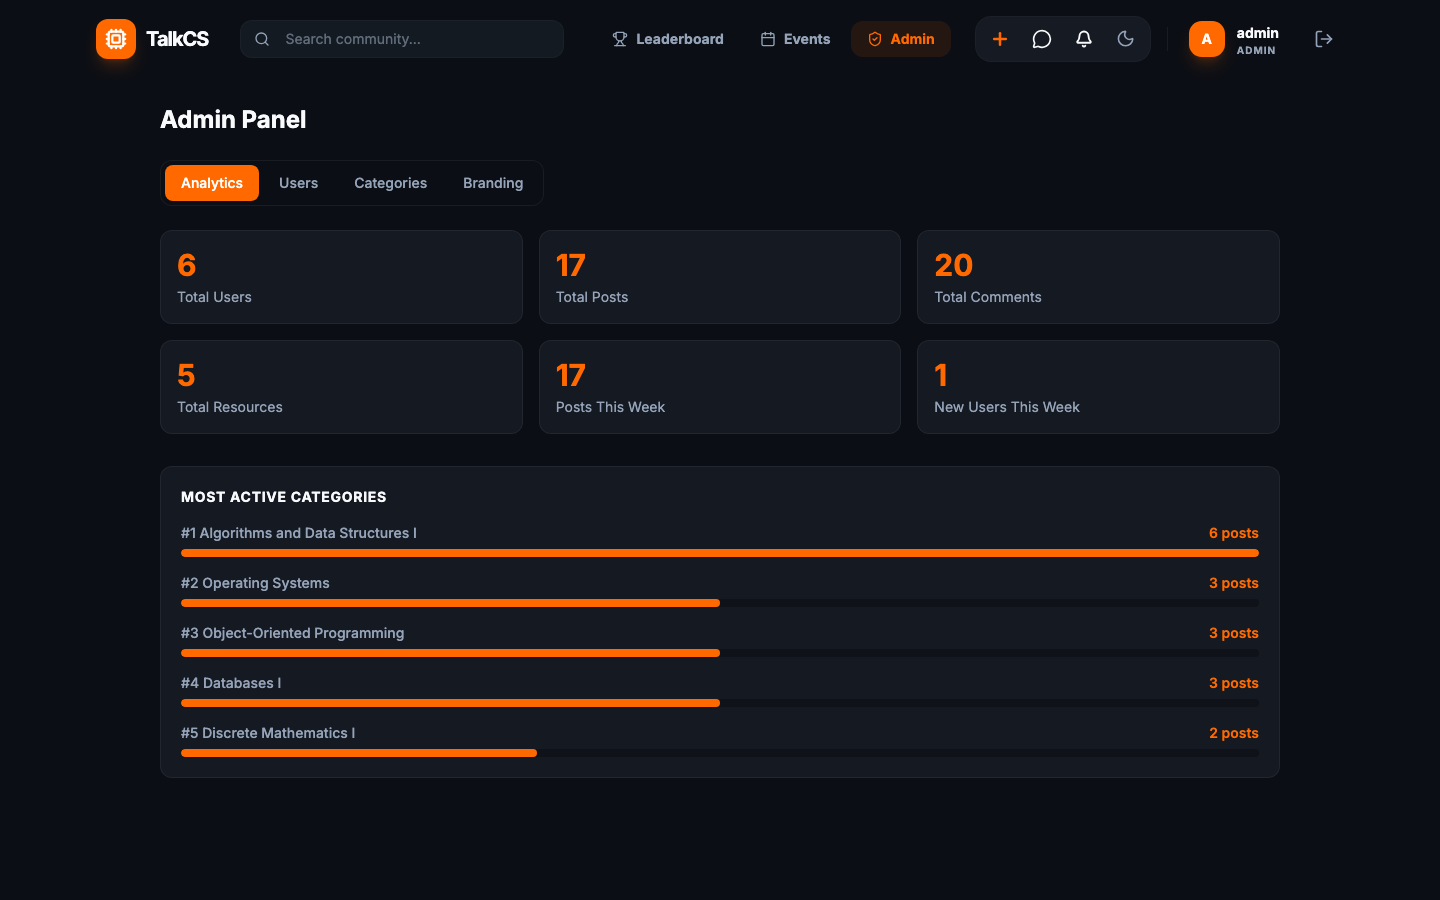 TalkCS
Search community...
Leaderboard
Events
Admin
A
admin
ADMIN
Admin Panel
Analytics
Users
Categories
Branding
6
Total Users
17
Total Posts
20
Total Comments
5
Total Resources
17
Posts This Week
1
New Users This Week
MOST ACTIVE CATEGORIES
#1 Algorithms and Data Structures I
6 posts
#2 Operating Systems
3 posts
#3 Object-Oriented Programming
3 posts
#4 Databases I
3 posts
#5 Discrete Mathematics I
2 posts